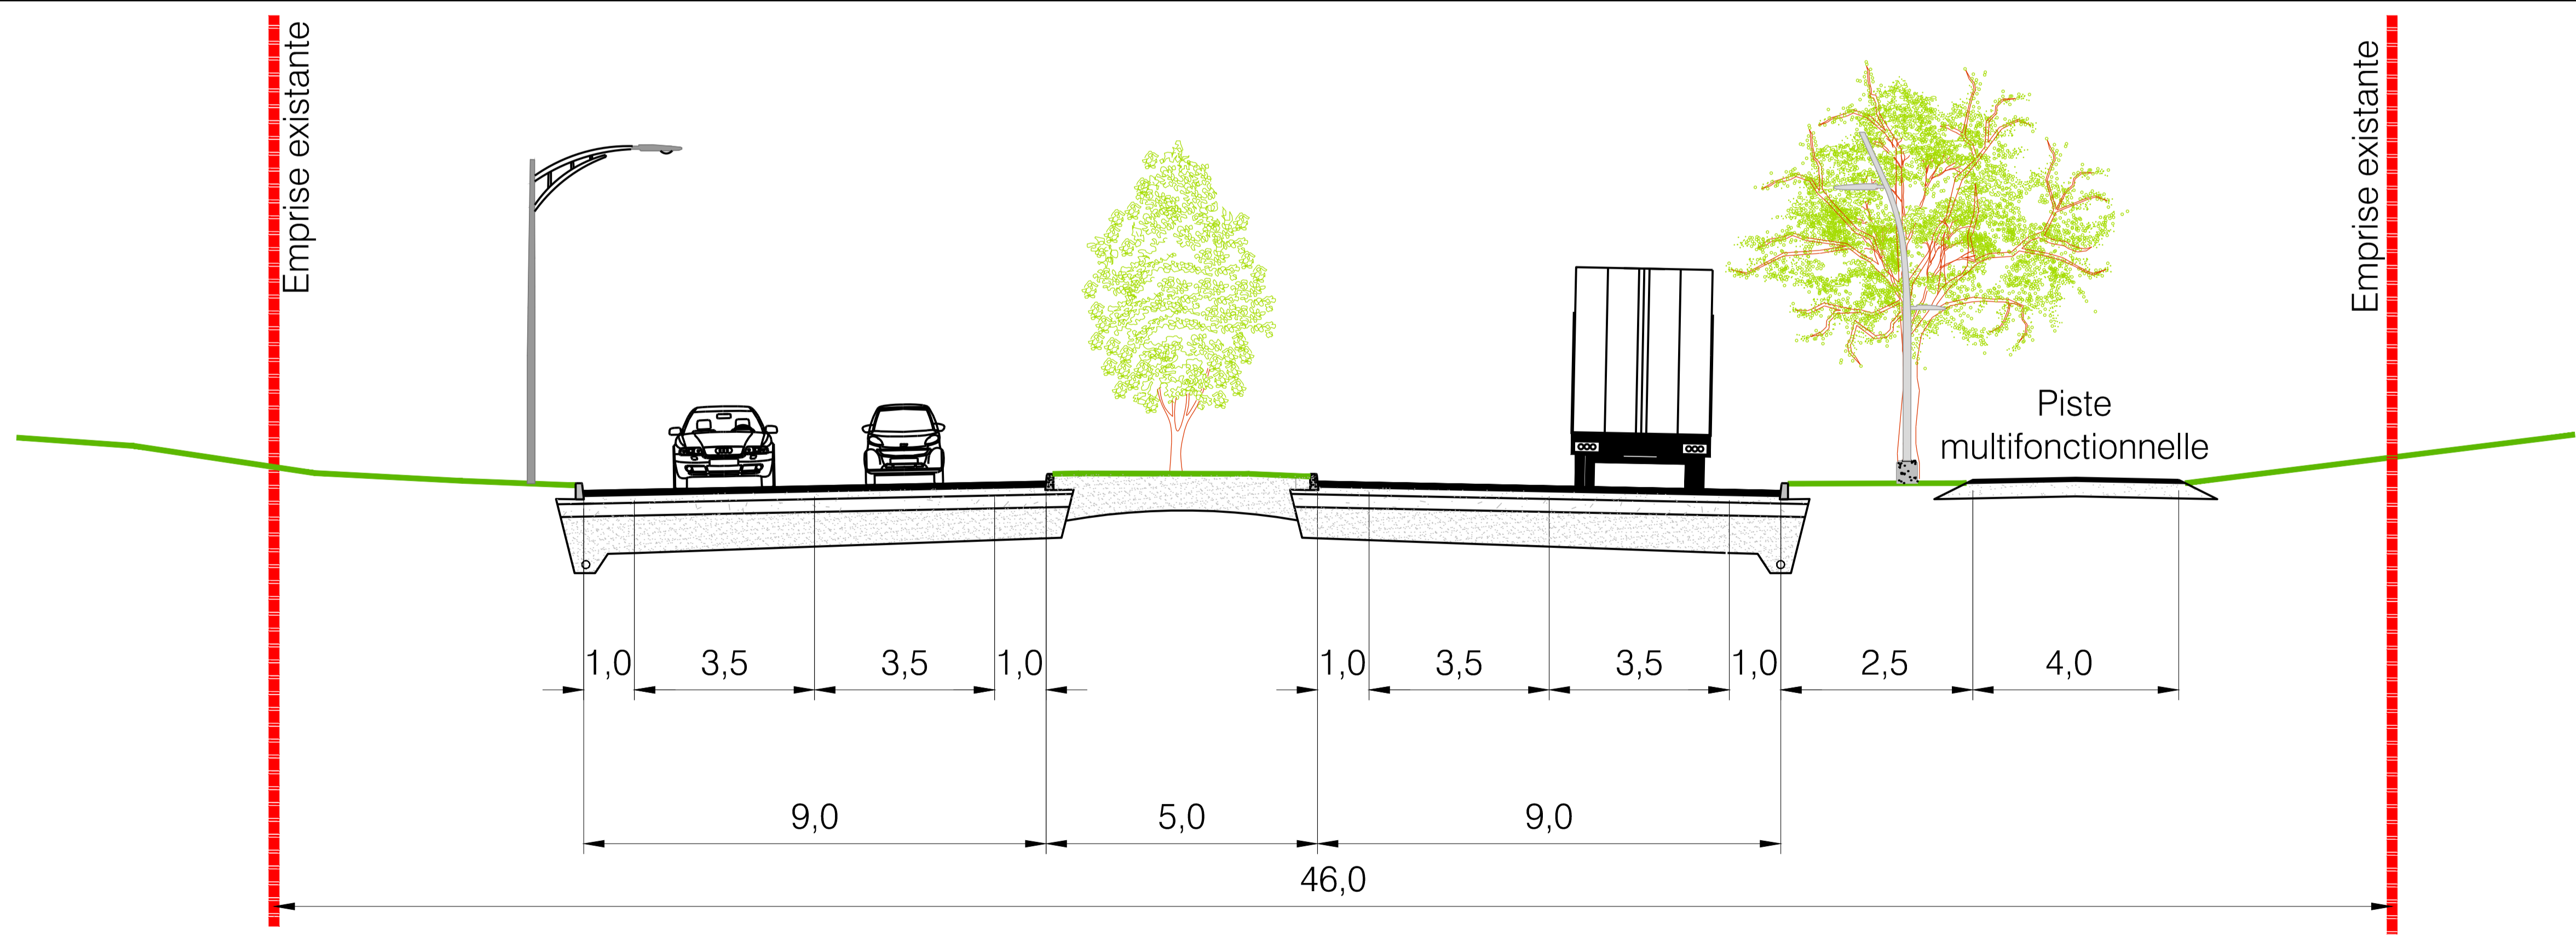 Emprise existante
Emprise existante
Piste
multifonctionnelle
1,0 3,5 3,5 1,0 1,0 3,5 3,5 1,0 2,5 4,0
9,0 5,0 9,0
46,0